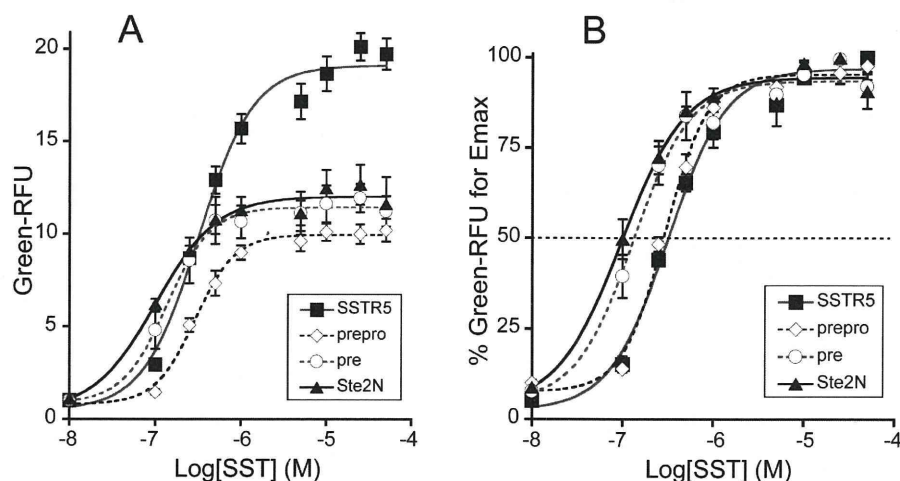 A
Green-RFU
20
15
10
5
0
-8
-7
-6
-5
-4
Log[SST] (M)
SSTR5
prepro
pre
Ste2N
B
% Green-RFU for Emax
100
75
50
25
0
-8
-7
-6
-5
-4
Log[SST] (M)
SSTR5
prepro
pre
Ste2N